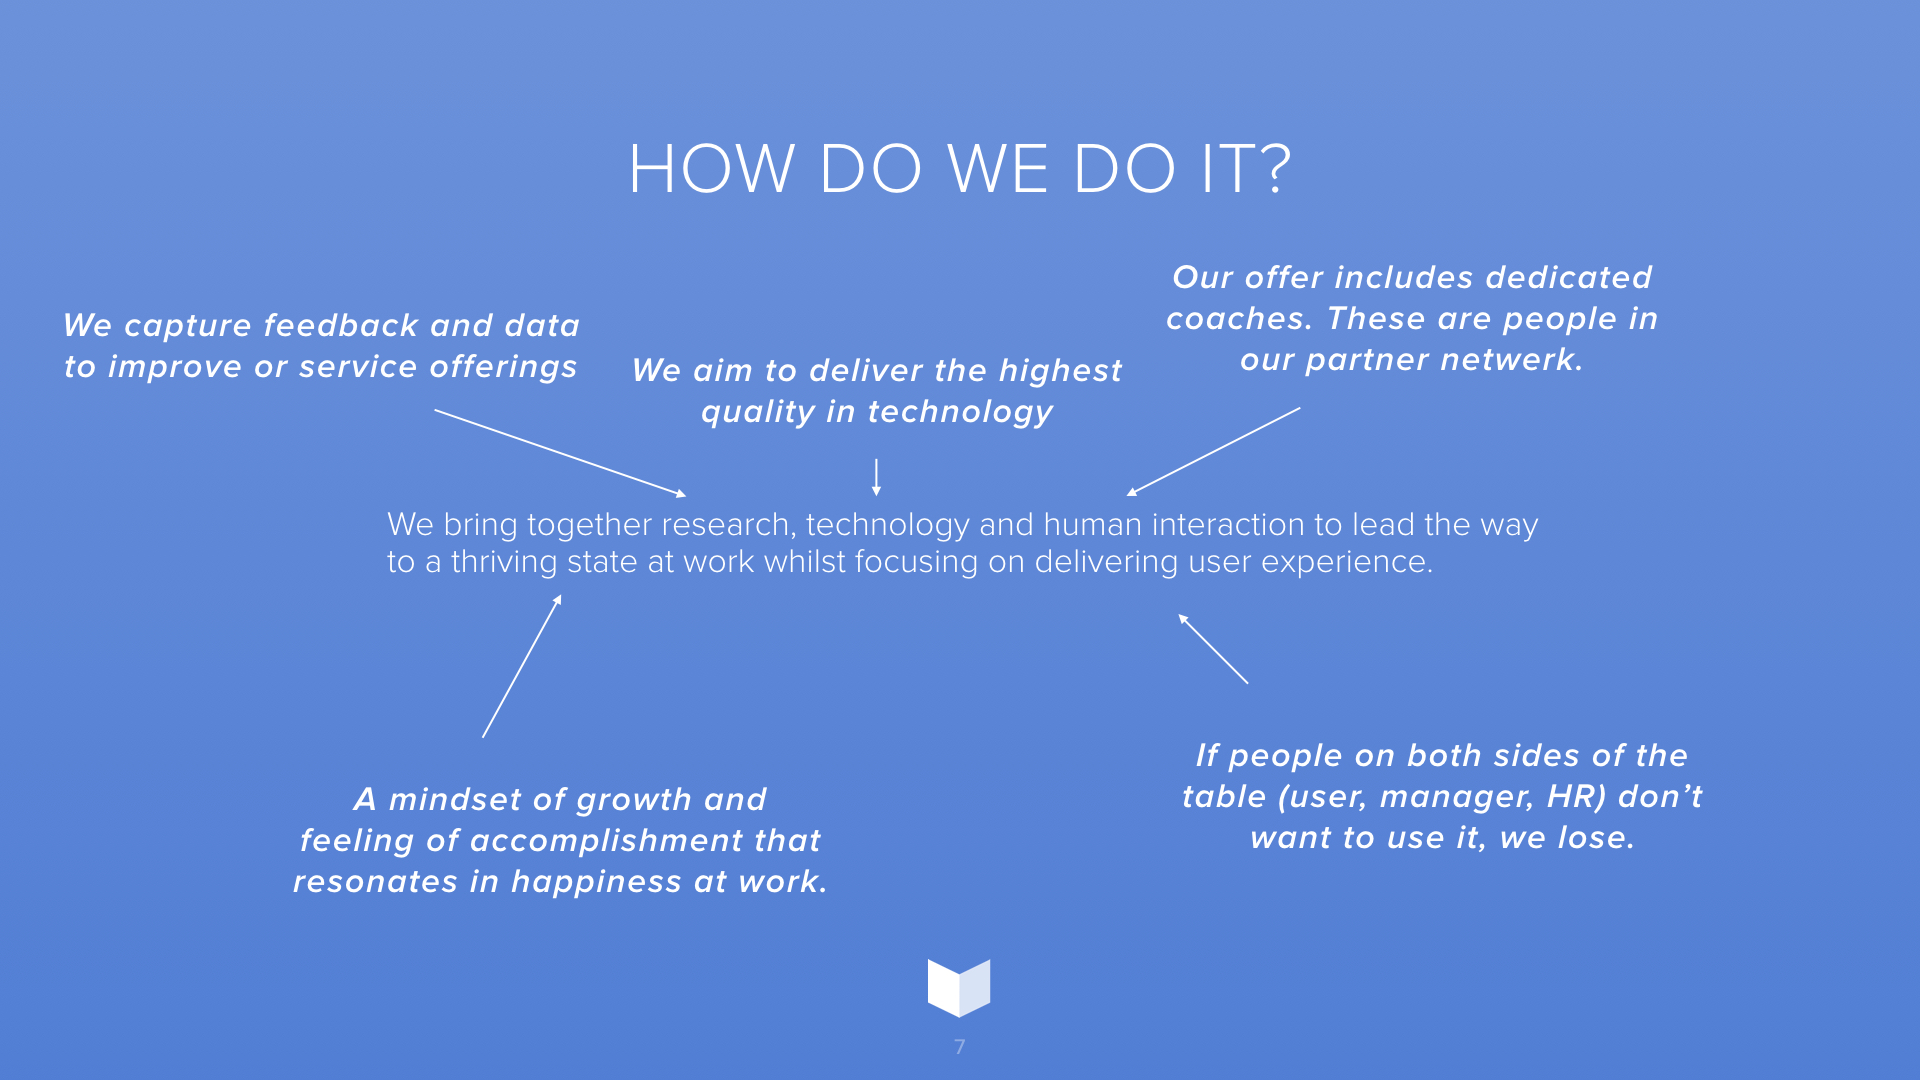 HOW DO WE DO IT?
We capture feedback and data
to improve or service offerings
We aim to deliver the highest
quality in technology
Our offer includes dedicated
coaches. These are people in
our partner netwerk.
We bring together research, technology and human interaction to lead the way
to a thriving state at work whilst focusing on delivering user experience.
A mindset of growth and
feeling of accomplishment that
resonates in happiness at work.
If people on both sides of the
table (user, manager, HR) don’t
want to use it, we lose.
7